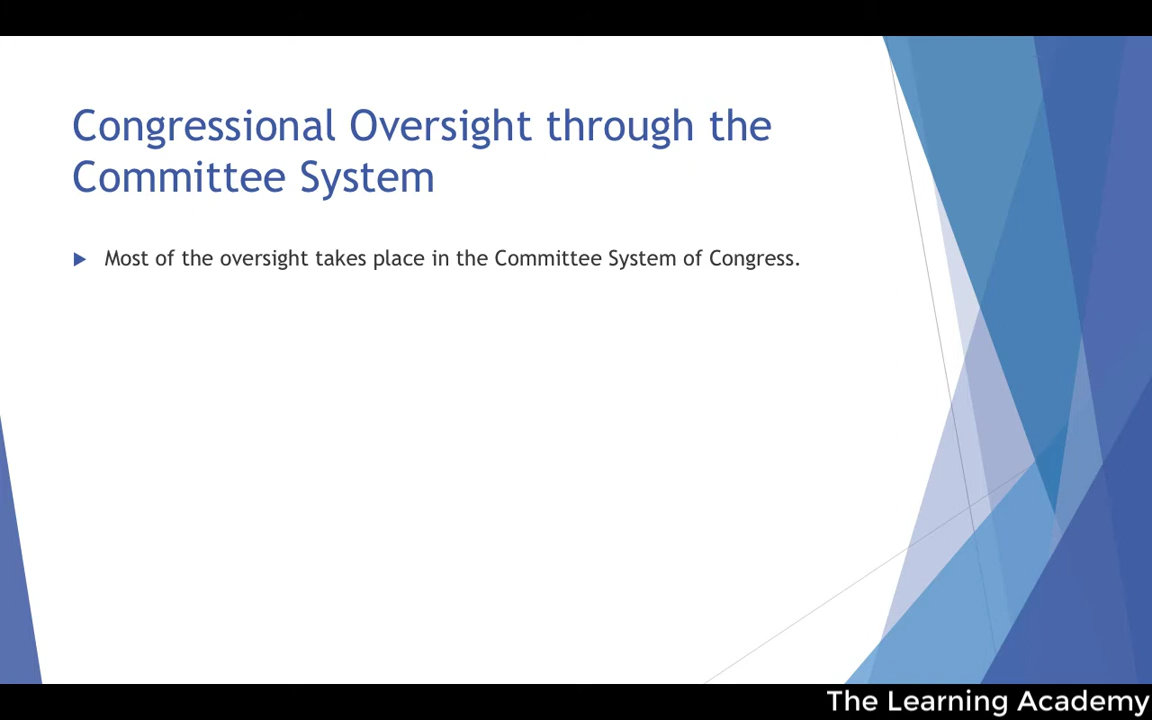 Congressional Oversight through the
Committee System
Most of the oversight takes place in the Committee System of Congress.
The Learning Academy